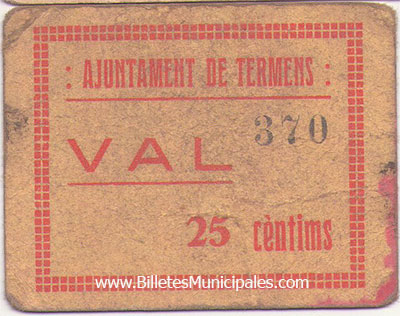 : AJUNTAMENT DE TERMENS :
370
VAL
25 cèntims
www.BilletesMunicipales.com